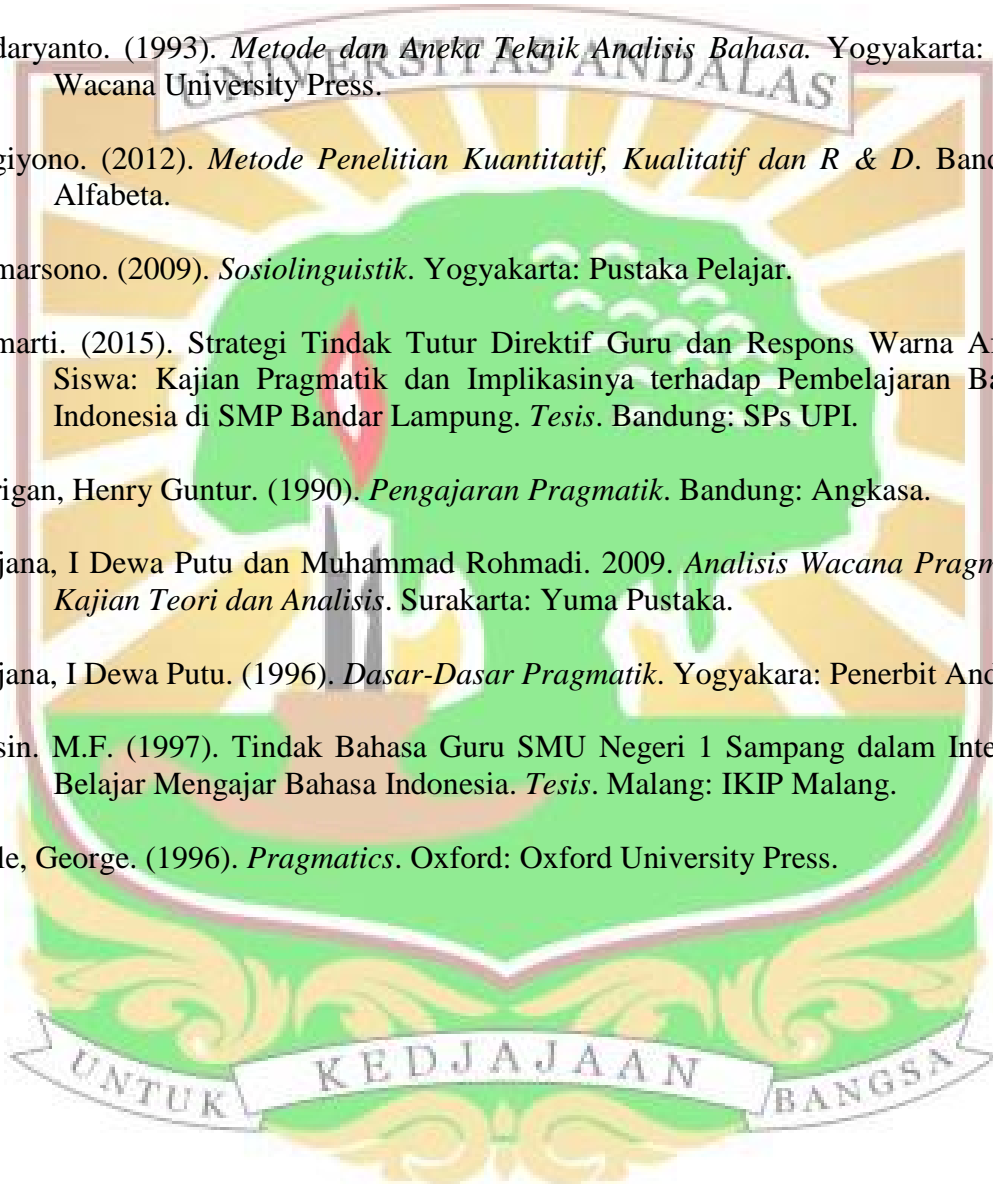 UNIVERSITAS ANDALAS
daryanto. (1993). Metode dan Aneka Teknik Analisis Bahasa. Yogyakarta:
Wacana University Press.
giyono. (2012). Metode Penelitian Kuantitatif, Kualitatif dan R & D. Band
Alfabeta.
marsono. (2009). Sosiolinguistik. Yogyakarta: Pustaka Pelajar.
marti. (2015). Strategi Tindak Tutur Direktif Guru dan Respons Warna A
Siswa: Kajian Pragmatik dan Implikasinya terhadap Pembelajaran Ba
Indonesia di SMP Bandar Lampung. Tesis. Bandung: SPs UPI.
rigan, Henry Guntur. (1990). Pengajaran Pragmatik. Bandung: Angkasa.
jana, I Dewa Putu dan Muhammad Rohmadi. 2009. Analisis Wacana Pragm
Kajian Teori dan Analisis. Surakarta: Yuma Pustaka.
jana, I Dewa Putu. (1996). Dasar-Dasar Pragmatik. Yogyakara: Penerbit And
sin. M.F. (1997). Tindak Bahasa Guru SMU Negeri 1 Sampang dalam Inte
Belajar Mengajar Bahasa Indonesia. Tesis. Malang: IKIP Malang.
le, George. (1996). Pragmatics. Oxford: Oxford University Press.
UNTUK KEDJAJAAN BANGSA